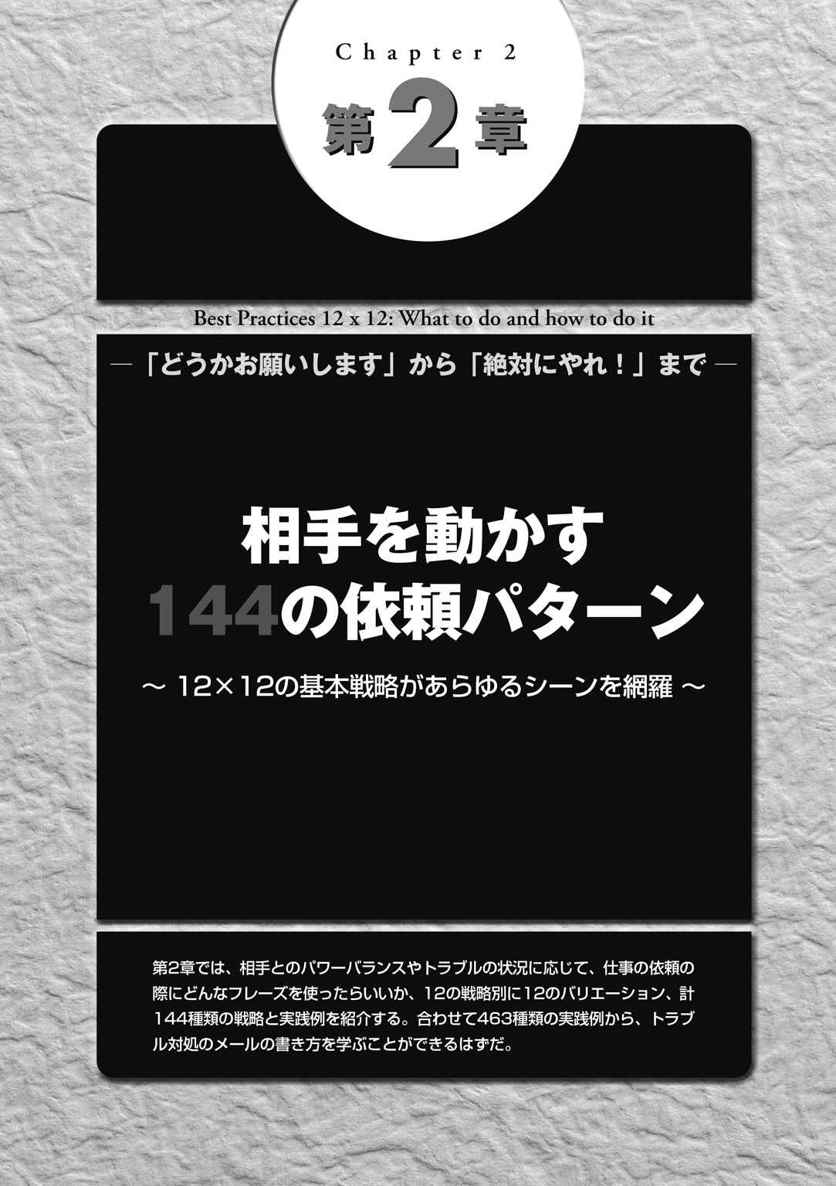 Chapter 2
第2章
Best Practices 12 x 12: What to do and how to do it
―「どうかお願いします」から「絶対にやれ！」まで―
相手を動かす
144の依頼パターン
～ 12×12の基本戦略があらゆるシーンを網羅 ～
第2章では、相手とのパワーバランスやトラブルの状況に応じて、仕事の依頼の
際にどんなフレーズを使ったらいいか、12の戦略別に12のバリエーション、計
144種類の戦略と実践例を紹介する。合わせて463種類の実践例から、トラブ
ル対処のメールの書き方を学ぶことができるはずだ。